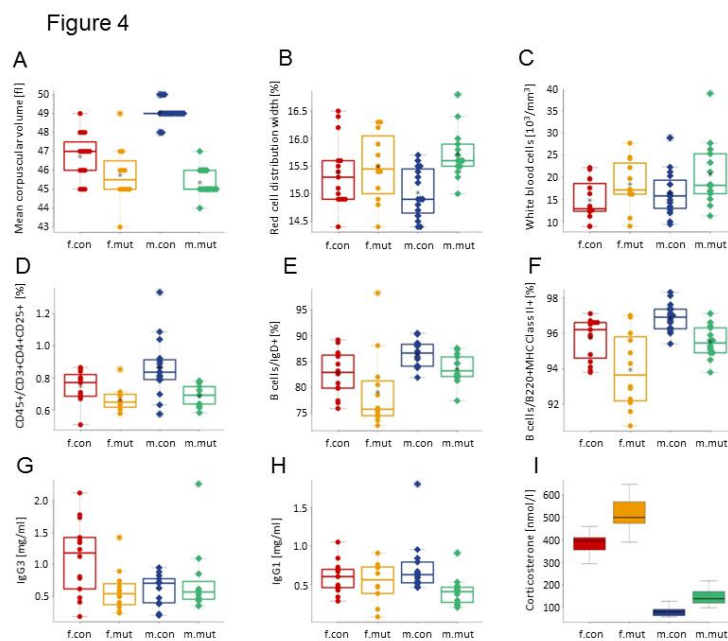 Figure 4
A
Mean corpuscular volume [fl]
50
49
48
47
46
45
44
43
f.con f.mut m.con m.mut
B
Red cell distribution width [%]
16.5
16.0
15.5
15.0
14.5
f.con f.mut m.con m.mut
C
White blood cells [10³/mm³]
40
35
30
25
20
15
10
f.con f.mut m.con m.mut
D
CD45+/CD3+CD4+CD25+ [%]
1.2
1.0
0.8
0.6
f.con f.mut m.con m.mut
E
B cells/IgD+ [%]
95
90
85
80
75
f.con f.mut m.con m.mut
F
B cells/B220+MHC Class II+ [%]
98
96
94
92
f.con f.mut m.con m.mut
G
IgG3 [mg/ml]
2.0
1.5
1.0
0.5
f.con f.mut m.con m.mut
H
IgG1 [mg/ml]
1.5
1.0
0.5
f.con f.mut m.con m.mut
I
Corticosterone [nmol/l]
600
500
400
300
200
100
f.con f.mut m.con m.mut